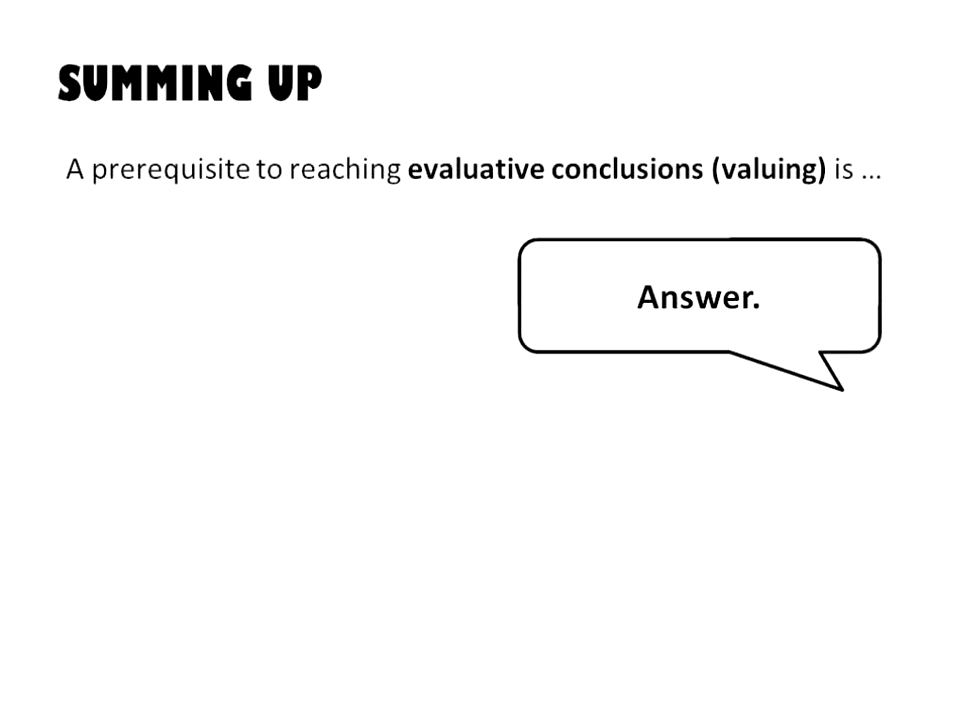 SUMMING UP
A prerequisite to reaching evaluative conclusions (valuing) is ...
Answer.